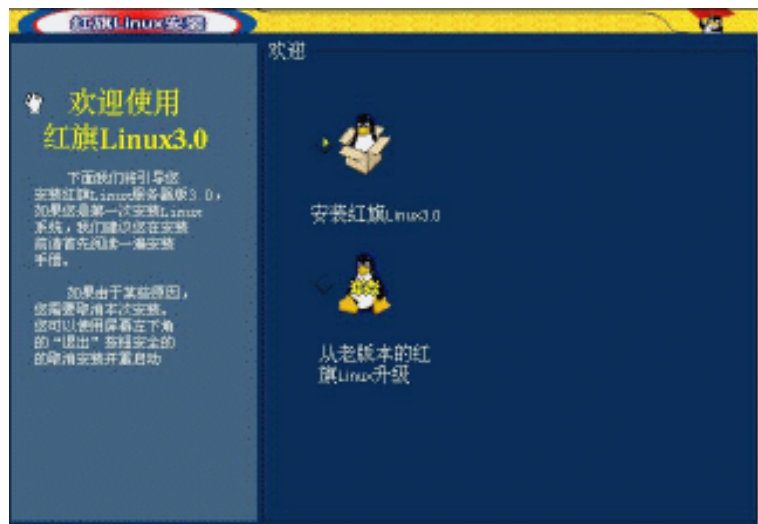 红旗Linux安装
欢迎
欢迎使用
红旗Linux3.0
下面我们将引导您
安装红旗Linux服务器版3.0，
如果您是第一次安装Linux
系统，我们建议您在安装
前请首先阅读一遍安装
手册。
如果由于某些原因，
您需要取消本次安装。
您可以使用屏幕左下角
的“退出”按钮安全的
的取消安装并重启动
安装红旗Linux3.0
从老版本的红
旗Linux升级